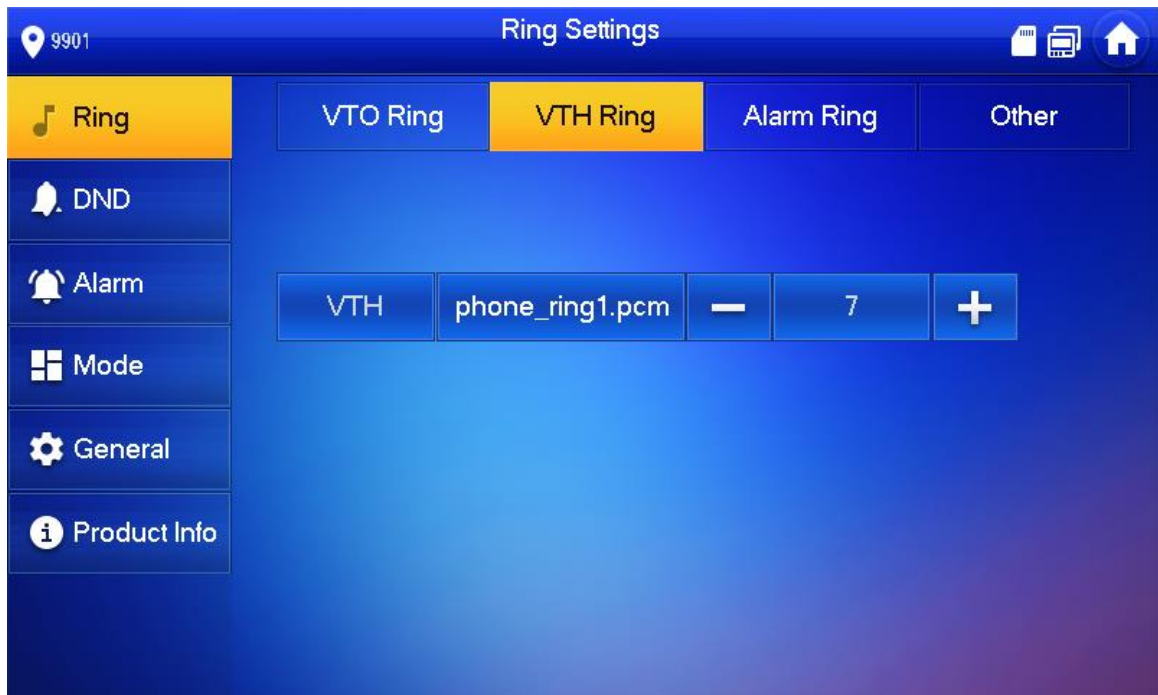 9901
Ring Settings
Ring
VTO Ring
VTH Ring
Alarm Ring
Other
DND
Alarm
VTH
phone_ring1.pcm
7
Mode
General
Product Info